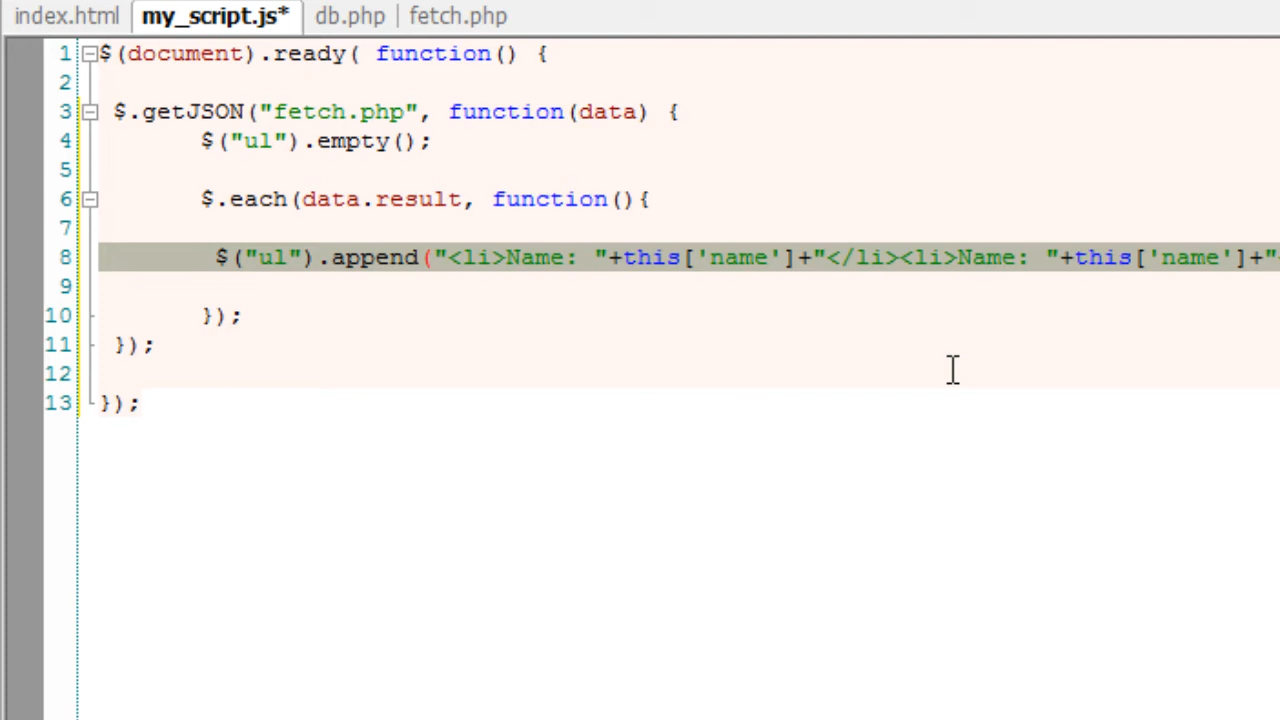 index.html my_script.js* db.php fetch.php
1 $(document).ready( function() {
2
3 $.getJSON("fetch.php", function(data) {
4 $("ul").empty();
5
6 $.each(data.result, function(){
7
8 $("ul").append("<li>Name: "+this['name']+"</li><li>Name: "+this['name']+"<
9
10 });
11 });
12
13 });